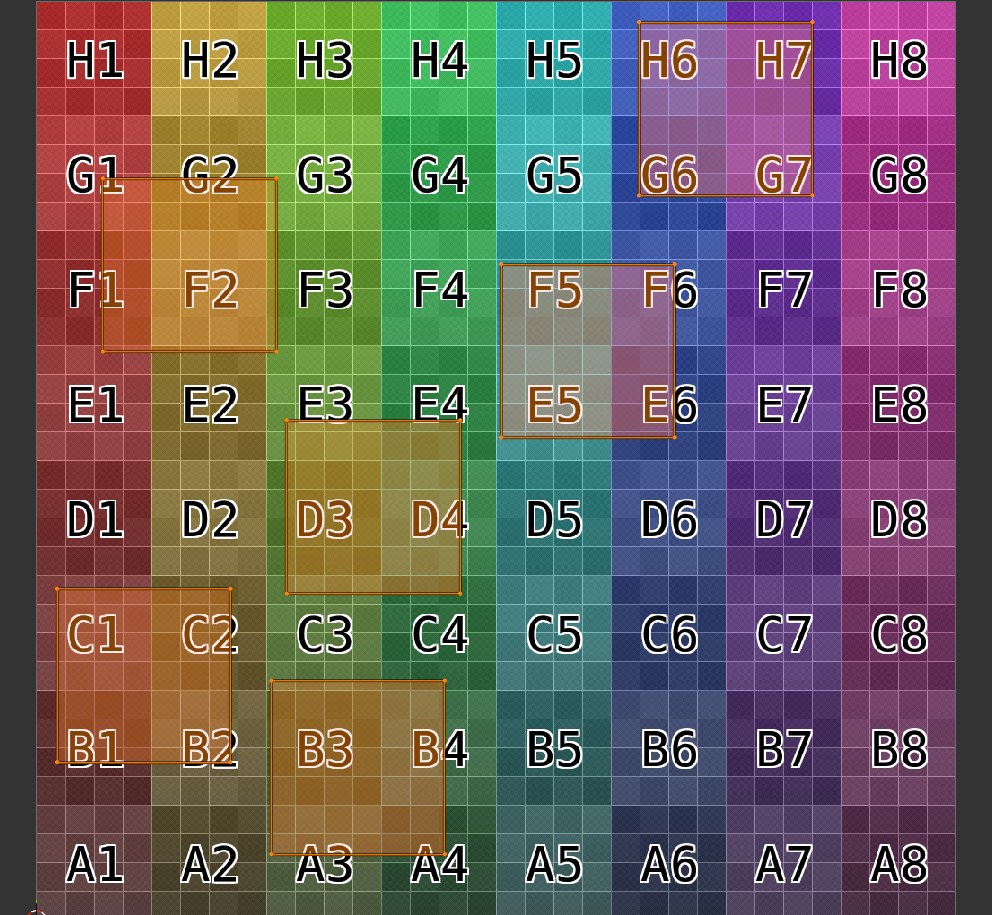 H1 H2 H3 H4 H5 H6 H7 H8
G1 G2 G3 G4 G5 G6 G7 G8
F1 F2 F3 F4 F5 F6 F7 F8
E1 E2 E3 E4 E5 E6 E7 E8
D1 D2 D3 D4 D5 D6 D7 D8
C1 C2 C3 C4 C5 C6 C7 C8
B1 B2 B3 B4 B5 B6 B7 B8
A1 A2 A3 A4 A5 A6 A7 A8